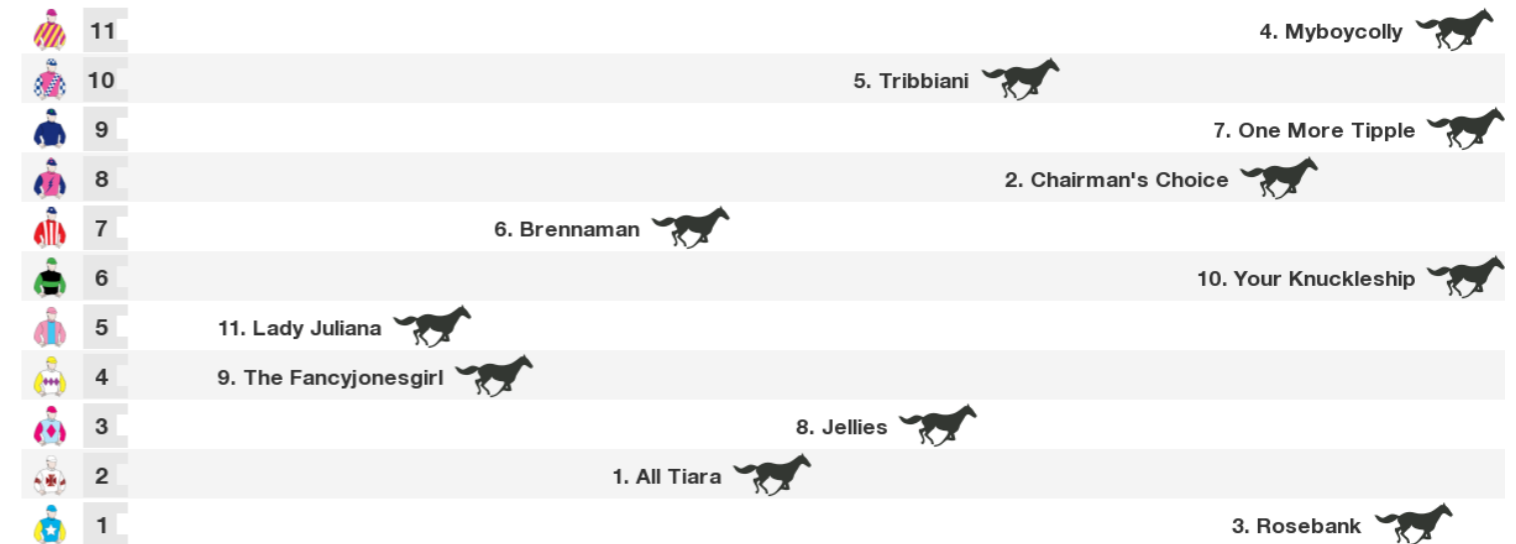 11 4. Myboycolly
10 5. Tribbiani
9 7. One More Tipple
8 2. Chairman's Choice
7 6. Brennaman
6 10. Your Knuckleship
5 11. Lady Juliana
4 9. The Fancyjonesgirl
3 8. Jellies
2 1. All Tiara
1 3. Rosebank